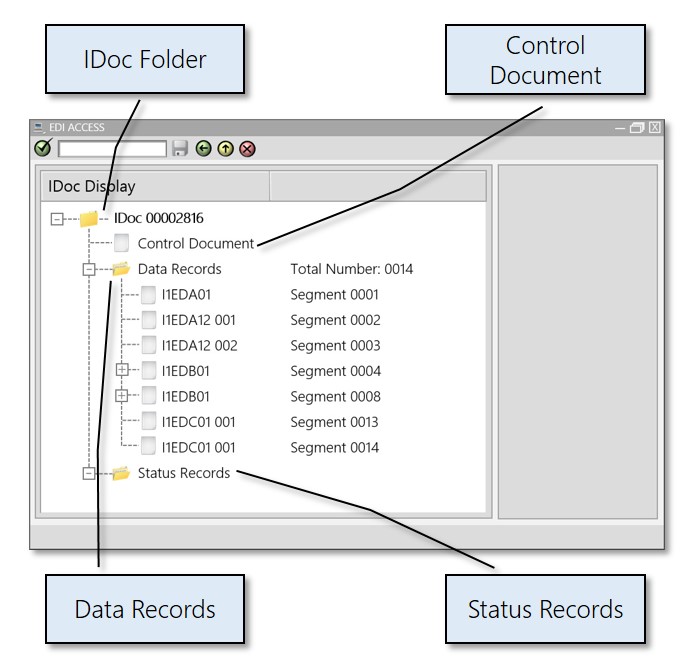 IDoc Folder
Control
Document
EDI ACCESS
IDoc Display
IDoc 00002816
Control Document
Data Records Total Number: 0014
I1EDA01 Segment 0001
I1EDA12 001 Segment 0002
I1EDA12 002 Segment 0003
I1EDB01 Segment 0004
I1EDB01 Segment 0008
I1EDC01 001 Segment 0013
I1EDC01 001 Segment 0014
Status Records
Data Records
Status Records